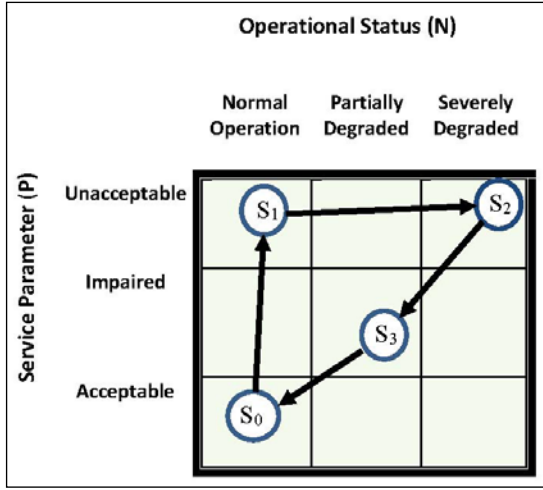 Operational Status (N)
Normal Partially Severely
Operation Degraded Degraded
Service Parameter (P)
Unacceptable
S1
S2
Impaired
S3
Acceptable
S0